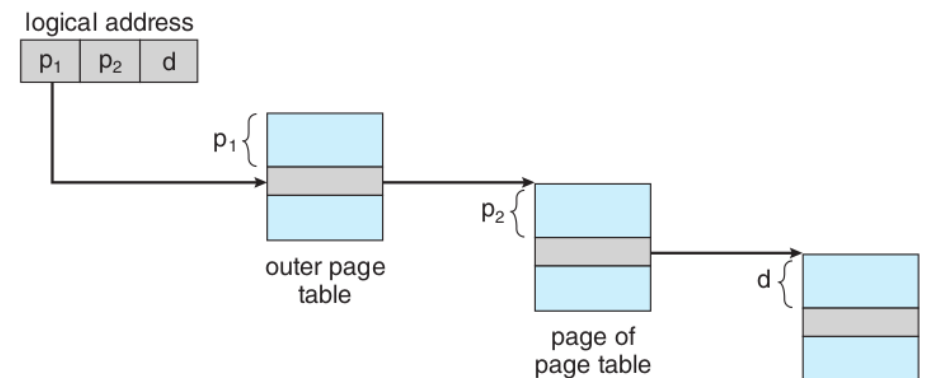 logical address
p₁ p₂ d
p₁
outer page
table
p₂
page of
page table
d